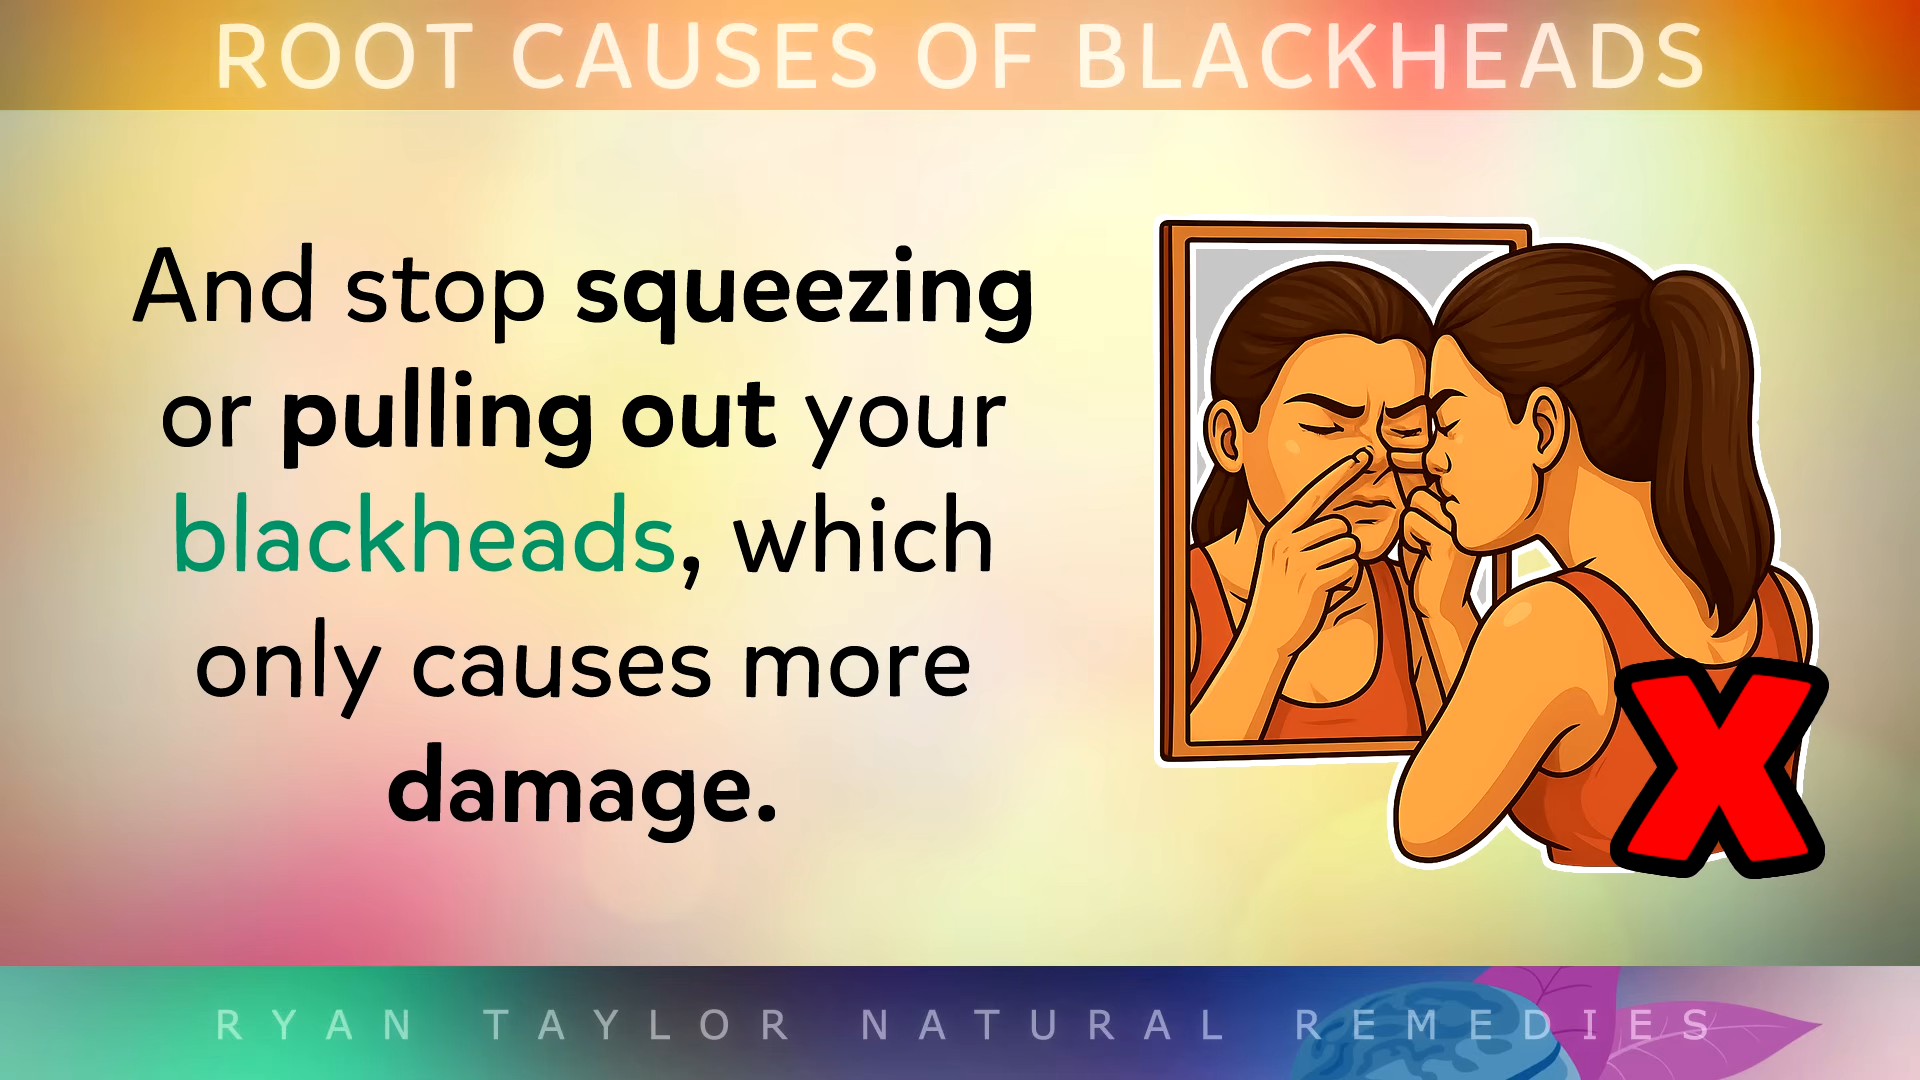 ROOT CAUSES OF BLACKHEADS
And stop squeezing
or pulling out your
blackheads, which
only causes more
damage.
X
RYAN TAYLOR NATURAL REMEDIES